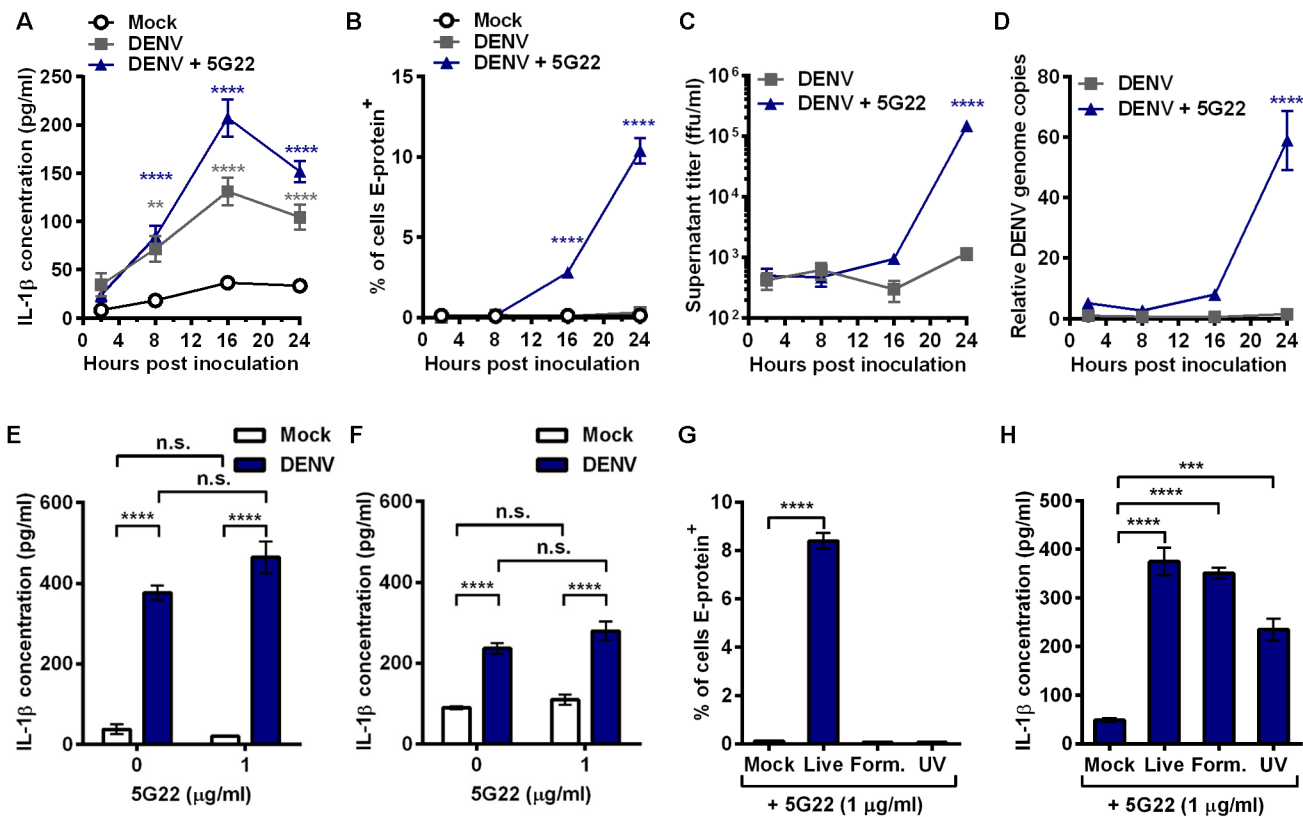 A
Mock
DENV
DENV + 5G22
IL-1β concentration (pg/ml)
250
200
150
100
50
0
****
**
****
****
****
****
0 4 8 12 16 20 24
Hours post inoculation
B
Mock
DENV
DENV + 5G22
% of cells E-protein+
15
10
5
0
****
****
0 4 8 12 16 20 24
Hours post inoculation
C
DENV
DENV + 5G22
Supernatant titer (ffu/ml)
10^6
10^5
10^4
10^3
10^2
****
0 4 8 12 16 20 24
Hours post inoculation
D
DENV
DENV + 5G22
Relative DENV genome copies
80
60
40
20
0
****
0 4 8 12 16 20 24
Hours post inoculation
E
Mock
DENV
n.s.
n.s.
**** ****
IL-1β concentration (pg/ml)
600
400
200
0
0 1
5G22 (μg/ml)
F
Mock
DENV
n.s.
n.s.
**** ****
IL-1β concentration (pg/ml)
600
400
200
0
0 1
5G22 (μg/ml)
G
****
% of cells E-protein+
10
8
6
4
2
0
Mock Live Form. UV
+ 5G22 (1 μg/ml)
H
***
****
****
IL-1β concentration (pg/ml)
500
400
300
200
100
0
Mock Live Form. UV
+ 5G22 (1 μg/ml)